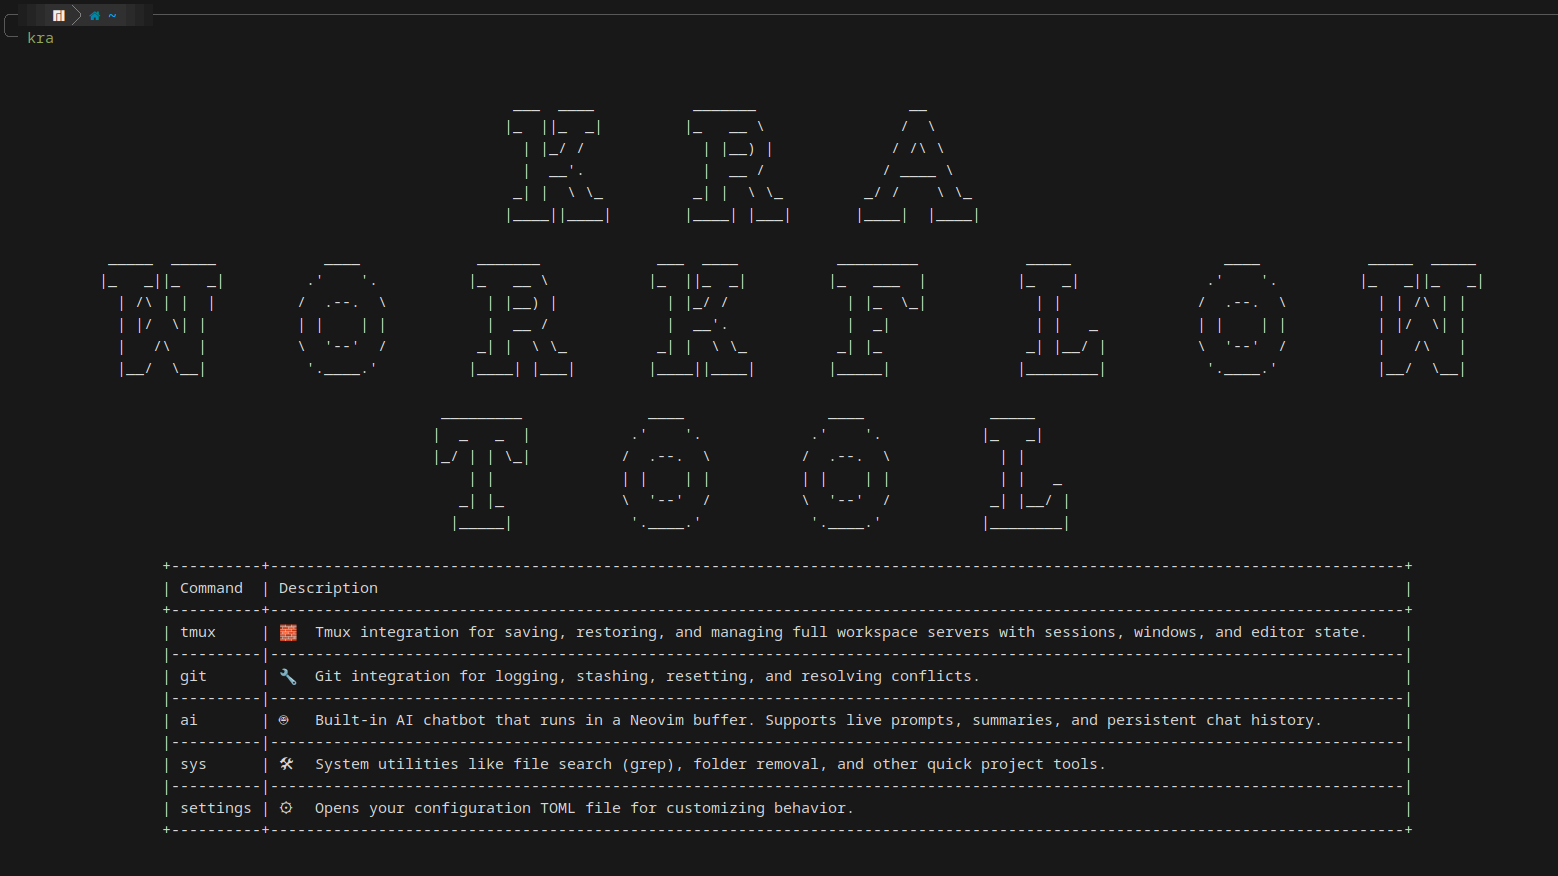 ~
kra
KRA
WORKFLOW
TOOL
Command | Description
tmux | 🧱 Tmux integration for saving, restoring, and managing full workspace servers with sessions, windows, and editor state.
git | 🔧 Git integration for logging, stashing, resetting, and resolving conflicts.
ai | Built-in AI chatbot that runs in a Neovim buffer. Supports live prompts, summaries, and persistent chat history.
sys | 🛠 System utilities like file search (grep), folder removal, and other quick project tools.
settings | ⚙ Opens your configuration TOML file for customizing behavior.